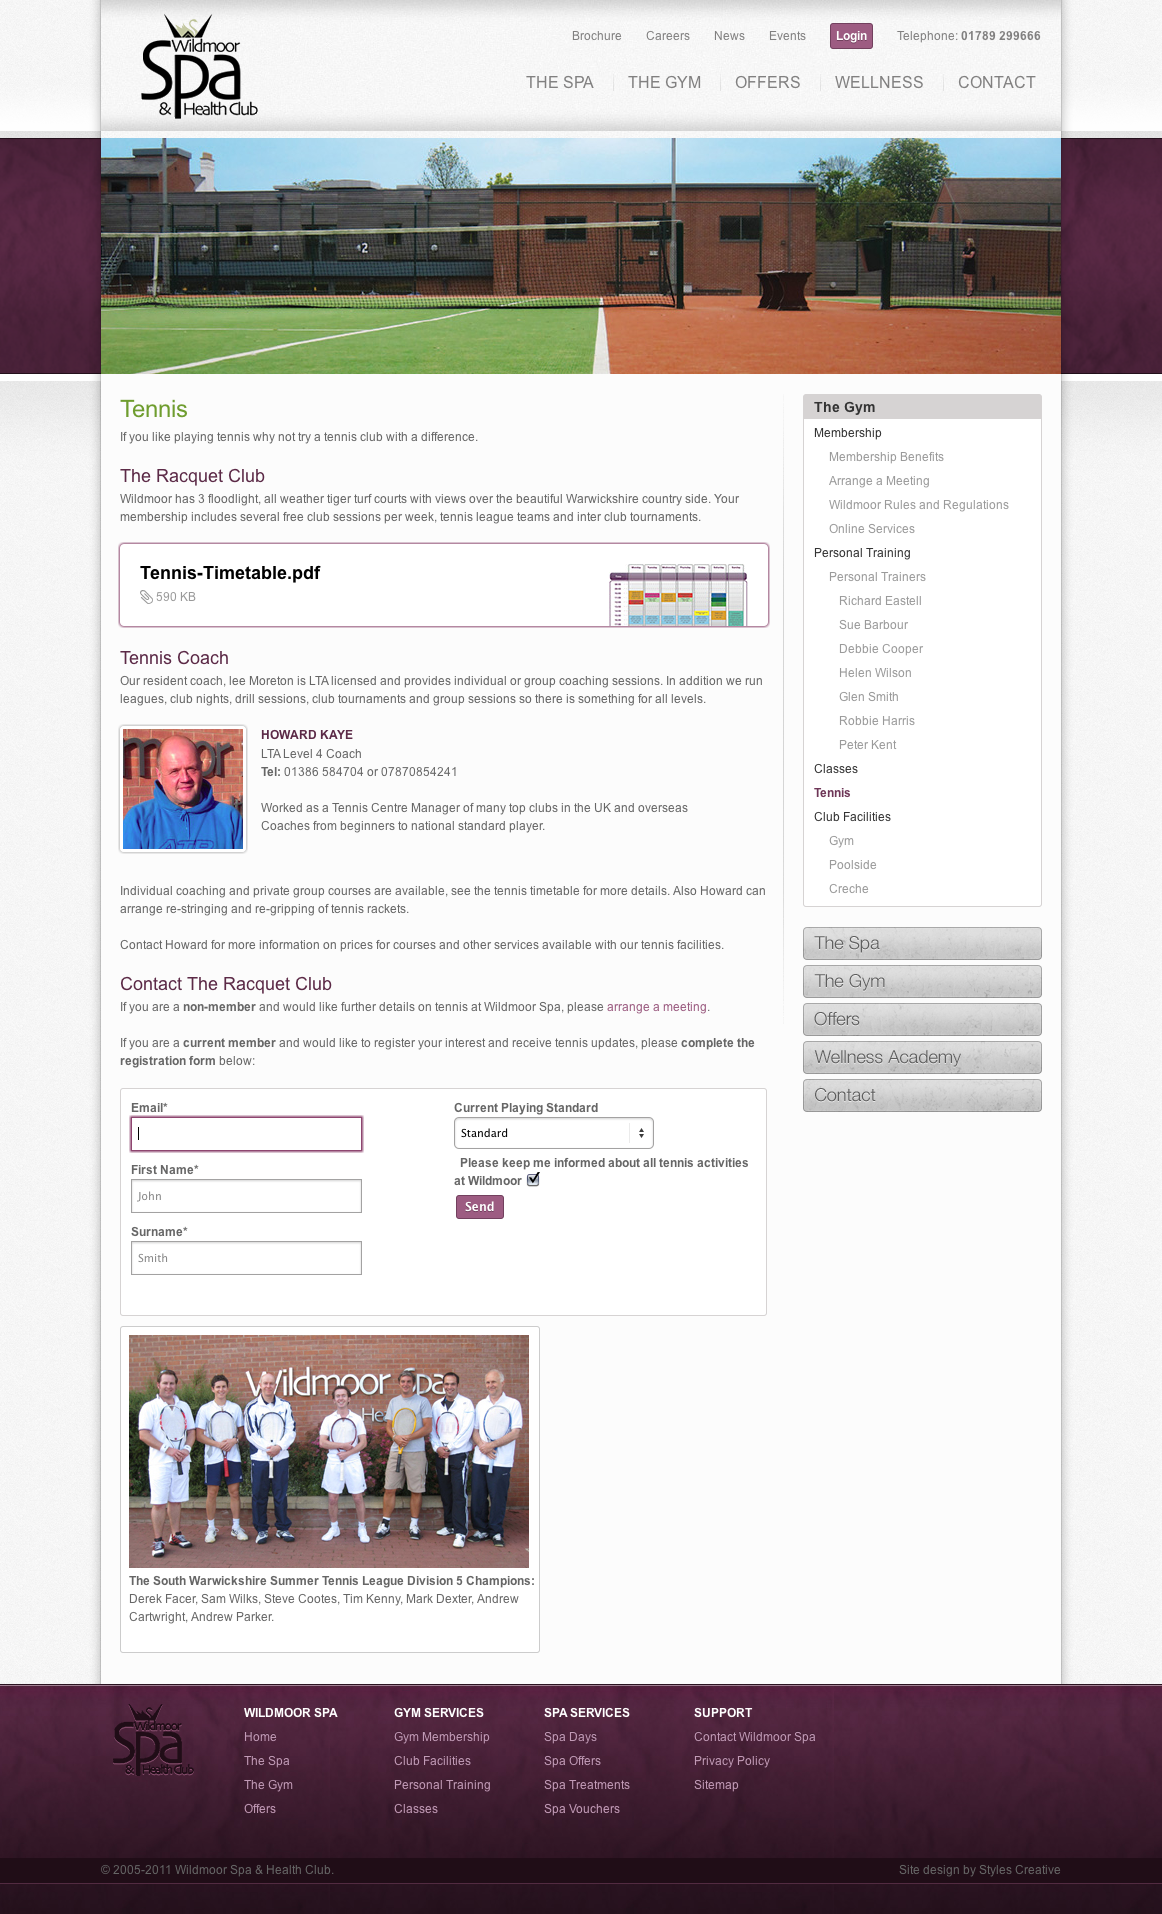 Wildmoor
Spa
& Health Club
Brochure Careers News Events Login Telephone: 01789 299666
THE SPA THE GYM OFFERS WELLNESS CONTACT
2
1
Tennis
If you like playing tennis why not try a tennis club with a difference.
The Racquet Club
Wildmoor has 3 floodlight, all weather tiger turf courts with views over the beautiful Warwickshire country side. Your
membership includes several free club sessions per week, tennis league teams and inter club tournaments.
Tennis-Timetable.pdf
590 KB
Tennis Coach
Our resident coach, lee Moreton is LTA licensed and provides individual or group coaching sessions. In addition we run
leagues, club nights, drill sessions, club tournaments and group sessions so there is something for all levels.
HOWARD KAYE
LTA Level 4 Coach
Tel: 01386 584704 or 07870854241
Worked as a Tennis Centre Manager of many top clubs in the UK and overseas
Coaches from beginners to national standard player.
Individual coaching and private group courses are available, see the tennis timetable for more details. Also Howard can
arrange re-stringing and re-gripping of tennis rackets.
Contact Howard for more information on prices for courses and other services available with our tennis facilities.
Contact The Racquet Club
If you are a non-member and would like further details on tennis at Wildmoor Spa, please arrange a meeting.
If you are a current member and would like to register your interest and receive tennis updates, please complete the
registration form below:
Email*
First Name*
John
Surname*
Smith
Current Playing Standard
Standard
Please keep me informed about all tennis activities
at Wildmoor
Send
Wildmoor Spa
The South Warwickshire Summer Tennis League Division 5 Champions:
Derek Facer, Sam Wilks, Steve Cootes, Tim Kenny, Mark Dexter, Andrew
Cartwright, Andrew Parker.
The Gym
Membership
Membership Benefits
Arrange a Meeting
Wildmoor Rules and Regulations
Online Services
Personal Training
Personal Trainers
Richard Eastell
Sue Barbour
Debbie Cooper
Helen Wilson
Glen Smith
Robbie Harris
Peter Kent
Classes
Tennis
Club Facilities
Gym
Poolside
Creche
The Spa
The Gym
Offers
Wellness Academy
Contact
Wildmoor
Spa
& Health Club
WILDMOOR SPA
Home
The Spa
The Gym
Offers
GYM SERVICES
Gym Membership
Club Facilities
Personal Training
Classes
SPA SERVICES
Spa Days
Spa Offers
Spa Treatments
Spa Vouchers
SUPPORT
Contact Wildmoor Spa
Privacy Policy
Sitemap
© 2005-2011 Wildmoor Spa & Health Club.
Site design by Styles Creative